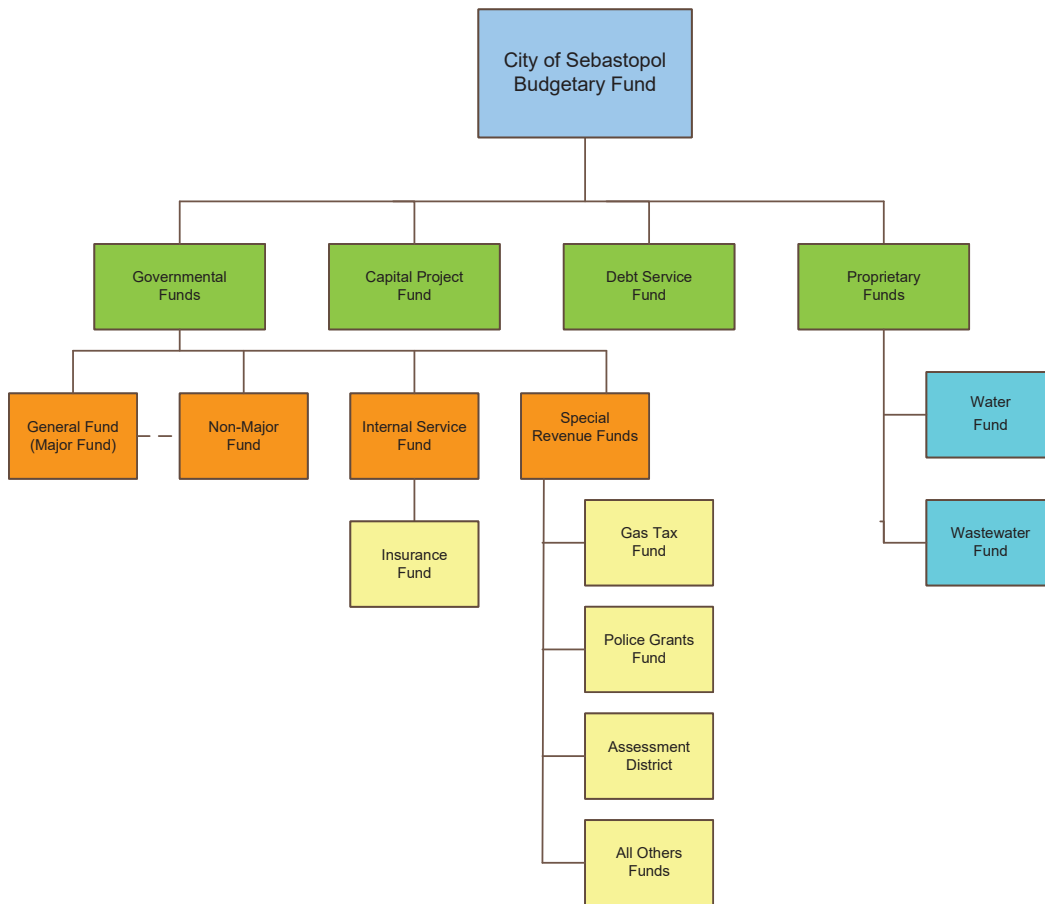 City of Sebastopol
Budgetary Fund
Governmental
Funds
Capital Project
Fund
Debt Service
Fund
Proprietary
Funds
General Fund
(Major Fund)
Non-Major
Fund
Internal Service
Fund
Special
Revenue Funds
Water
Fund
Wastewater
Fund
Insurance
Fund
Gas Tax
Fund
Police Grants
Fund
Assessment
District
All Others
Funds